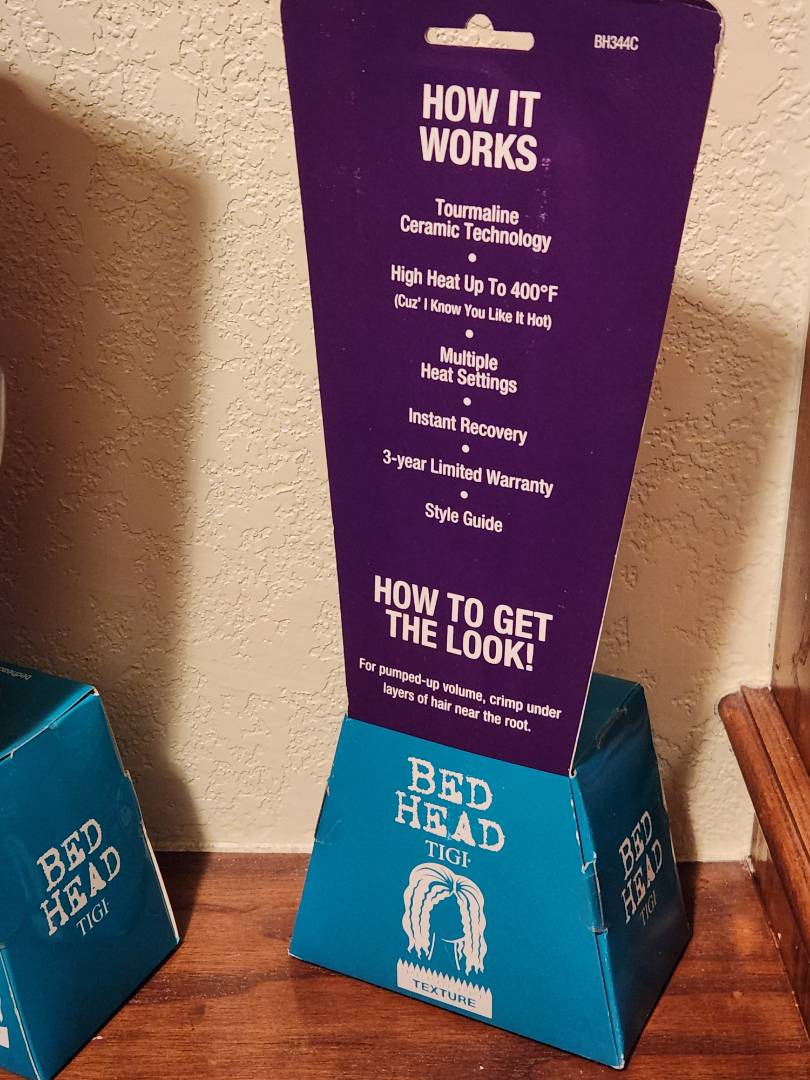 BH344C
HOW IT
WORKS
Tourmaline
Ceramic Technology
High Heat Up To 400°F
(Cuz' I Know You Like It Hot)
Multiple
Heat Settings
Instant Recovery
3-year Limited Warranty
Style Guide
HOW TO GET
THE LOOK!
For pumped-up volume, crimp under
layers of hair near the root.
BED
HEAD
TIGI
TEXTURE
BED
HEAD
TIGI
BED
HEAD
TIGI